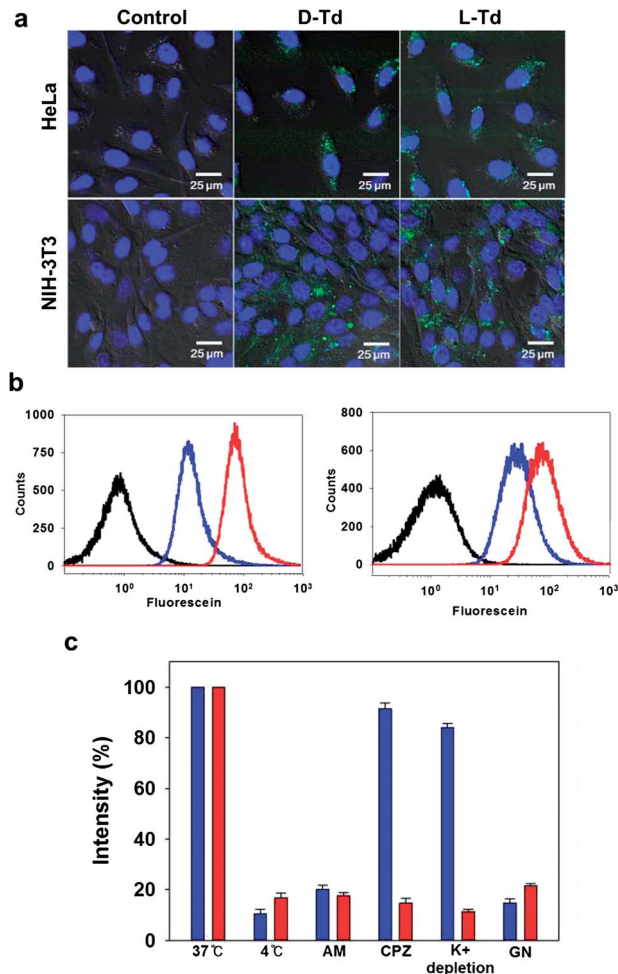 a
Control D-Td L-Td
HeLa
25 µm 25 µm 25 µm
NIH-3T3
25 µm 25 µm 25 µm
b
1000
750
500
250
0
Counts
10⁰ 10¹ 10² 10³
Fluorescein
800
600
400
200
0
Counts
10⁰ 10¹ 10² 10³
Fluorescein
c
100
80
60
40
20
0
Intensity (%)
37℃ 4℃ AM CPZ K+ GN
depletion